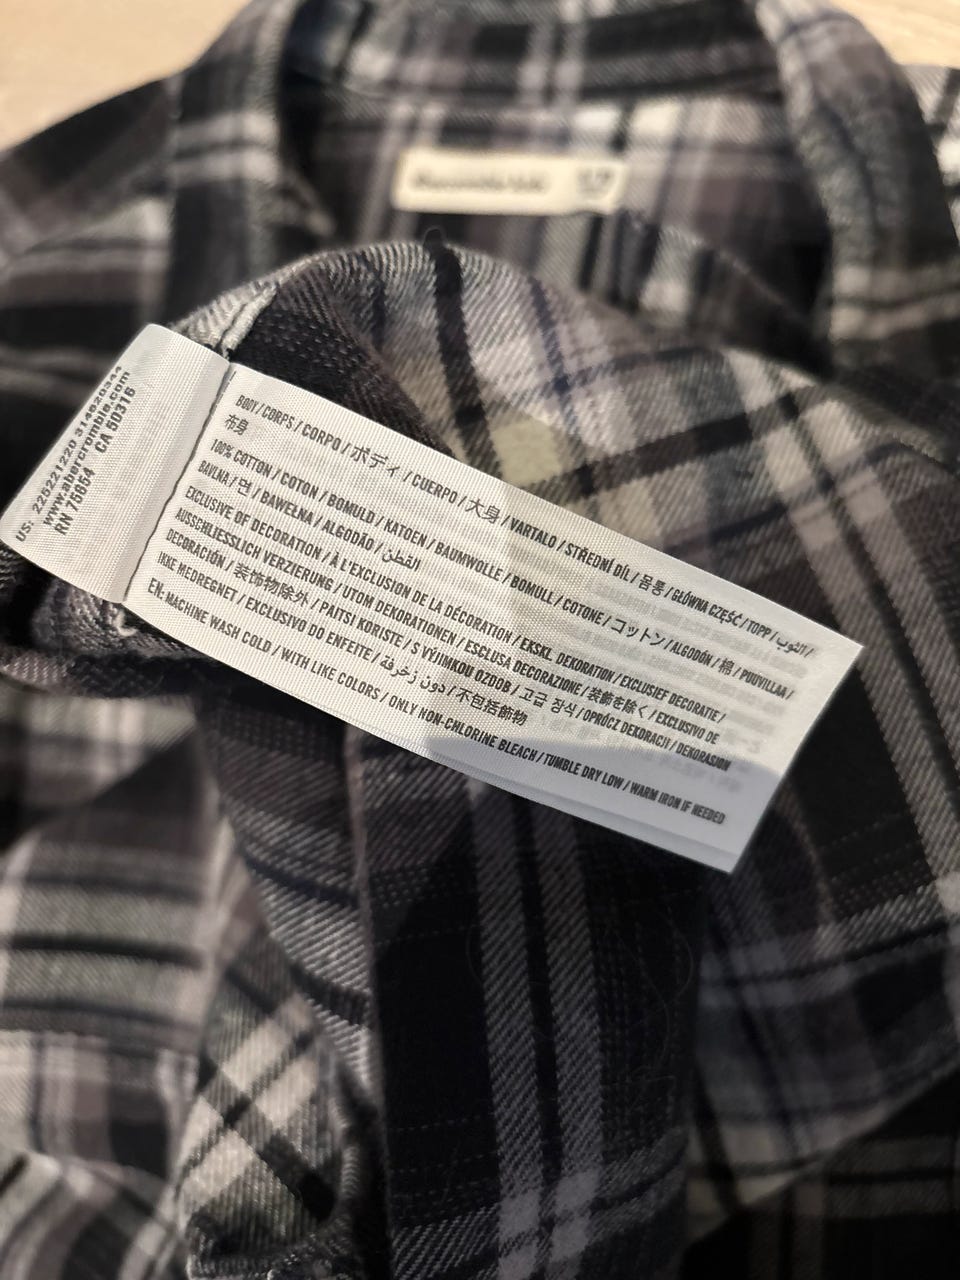 US: 225221220 314620344
www.abercrombie.com
RN 75654 CA 50316
BODY / CORPS / CORPO / ボディ / CUERPO / 大身 / VARTALO / STŘEDNÍ DÍL / 몸통 / GŁÓWNA CZĘŚĆ / TOPP / الثوب /
布身
100% COTTON / COTON / BOMULD / KATOEN / BAUMWOLLE / BOMULL / COTONE / コットン / ALGODÓN / 棉 / PUUVILLAA /
BAVLNA / 면 / BAWEŁNA / ALGODÃO / القطن
EXCLUSIVE OF DECORATION / À L'EXCLUSION DE LA DÉCORATION / EKSKL. DEKORATION / EXCLUSIEF DECORATIE /
AUSSCHLIESSLICH VERZIERUNG / UTOM DEKORATIONEN / ESCLUSA DECORAZIONE / 装飾を除く / EXCLUSIVO DE
DECORACIÓN / 装饰物除外 / PAITSI KORISTE / S VÝJIMKOU OZDOB / 고급 장식 / OPRÓCZ DEKORACJI / DEKORASJON
IKKE MEDREGNET / EXCLUSIVO DO ENFEITE / دون زخرفة / 不包括飾物
EN: MACHINE WASH COLD / WITH LIKE COLORS / ONLY NON-CHLORINE BLEACH / TUMBLE DRY LOW / WARM IRON IF NEEDED